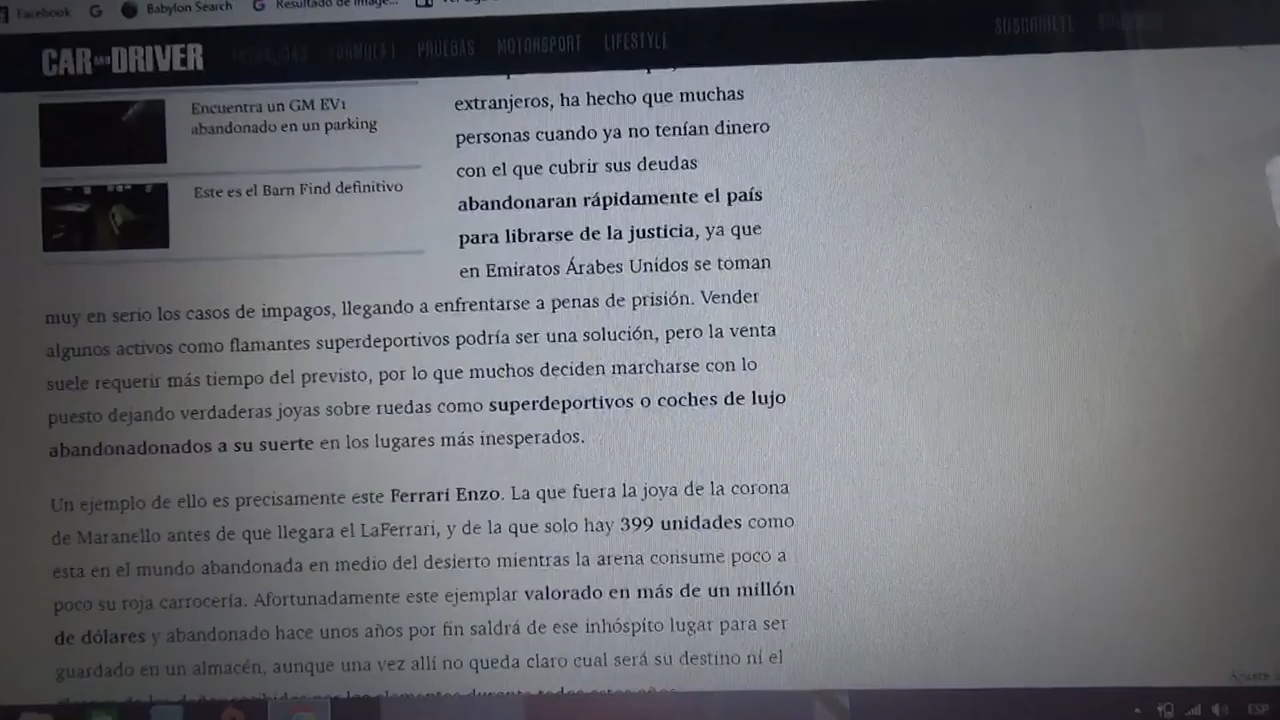 Facebook
Babylon Search
Resultado de image...
CAR AND DRIVER
FÓRMULA 1
PRUEBAS
MOTORSPORT
LIFESTYLE
SUSCRÍBETE
Encuentra un GM EV1
abandonado en un parking
Este es el Barn Find definitivo
extranjeros, ha hecho que muchas
personas cuando ya no tenían dinero
con el que cubrir sus deudas
abandonaran rápidamente el país
para librarse de la justicia, ya que
en Emiratos Árabes Unidos se toman
muy en serio los casos de impagos, llegando a enfrentarse a penas de prisión. Vender
algunos activos como flamantes superdeportivos podría ser una solución, pero la venta
suele requerir más tiempo del previsto, por lo que muchos deciden marcharse con lo
puesto dejando verdaderas joyas sobre ruedas como superdeportivos o coches de lujo
abandonadonados a su suerte en los lugares más inesperados.
Un ejemplo de ello es precisamente este Ferrari Enzo. La que fuera la joya de la corona
de Maranello antes de que llegara el LaFerrari, y de la que solo hay 399 unidades como
esta en el mundo abandonada en medio del desierto mientras la arena consume poco a
poco su roja carrocería. Afortunadamente este ejemplar valorado en más de un millón
de dólares y abandonado hace unos años por fin saldrá de ese inhóspito lugar para ser
guardado en un almacén, aunque una vez allí no queda claro cual será su destino ni el
ESP